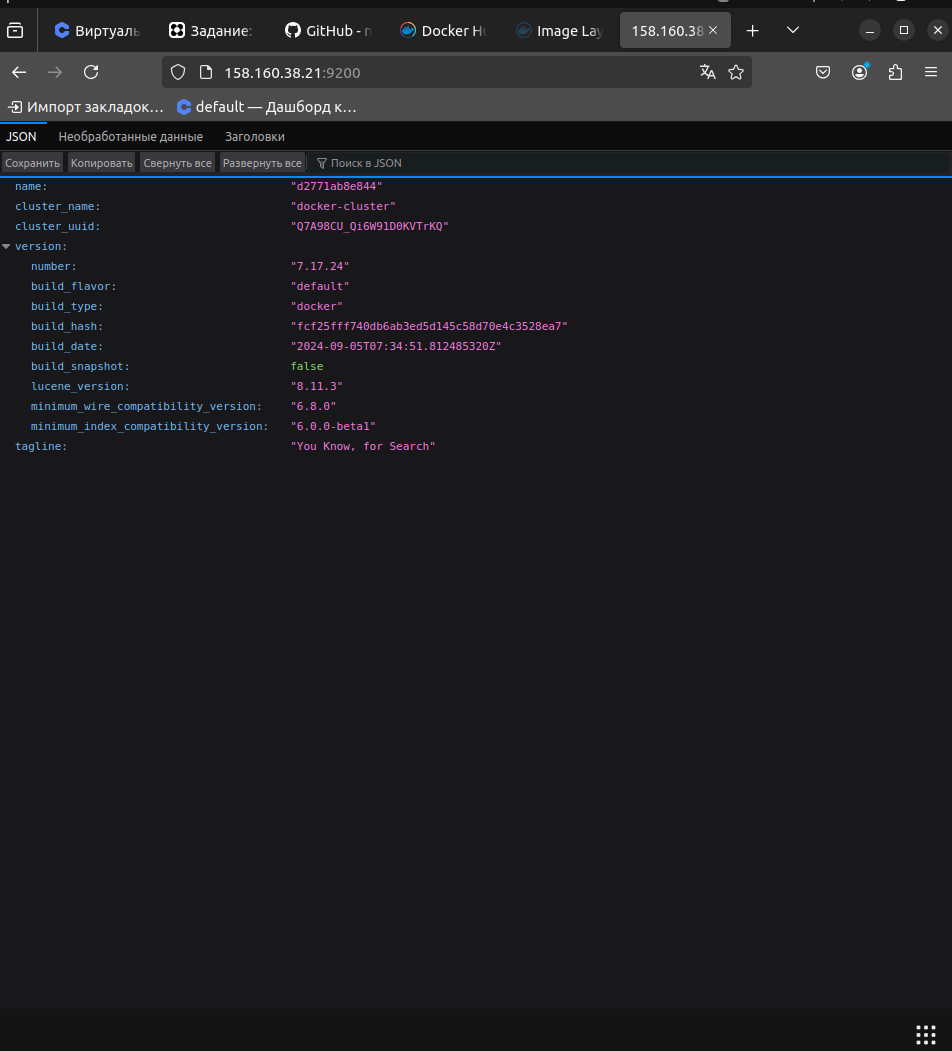 Виртуаль Задание: GitHub - n Docker Hu Image Lay 158.160.38
158.160.38.21:9200
Импорт закладок… default — Дашборд к…
JSON Необработанные данные Заголовки
Сохранить Копировать Свернуть все Развернуть все Поиск в JSON
name: "d2771ab8e844"
cluster_name: "docker-cluster"
cluster_uuid: "Q7A98CU_Qi6W91D0KVTrKQ"
version:
number: "7.17.24"
build_flavor: "default"
build_type: "docker"
build_hash: "fcf25fff740db6ab3ed5d145c58d70e4c3528ea7"
build_date: "2024-09-05T07:34:51.812485320Z"
build_snapshot: false
lucene_version: "8.11.3"
minimum_wire_compatibility_version: "6.8.0"
minimum_index_compatibility_version: "6.0.0-beta1"
tagline: "You Know, for Search"